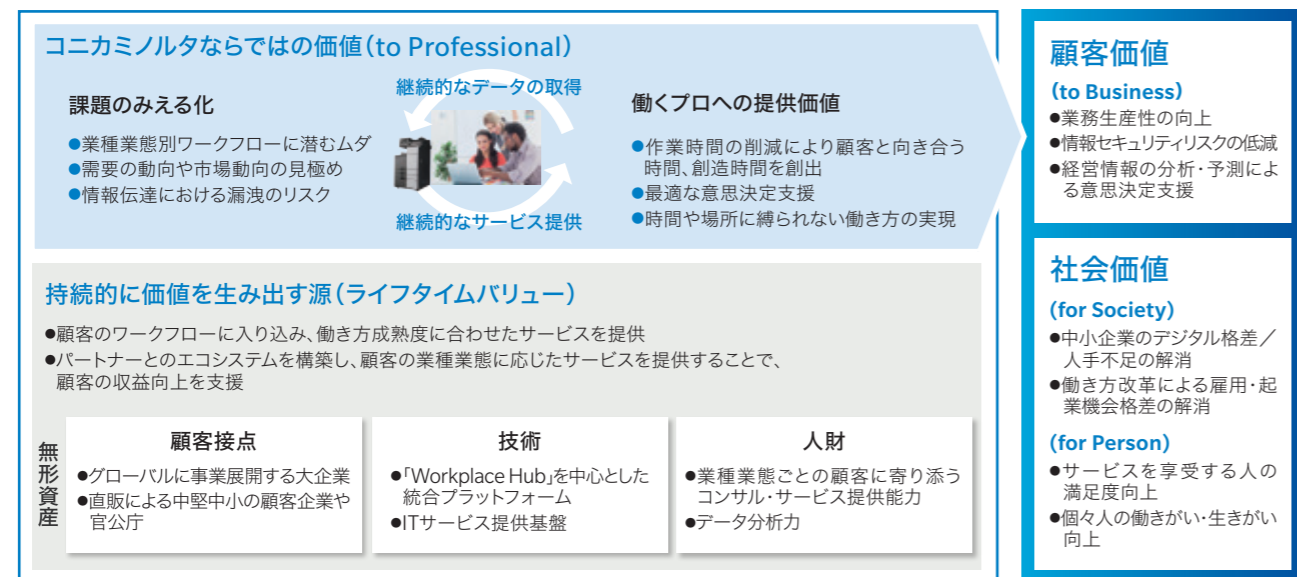 コニカミノルタならではの価値(to Professional)
課題のみえる化
●業種業態別ワークフローに潜むムダ
●需要の動向や市場動向の見極め
●情報伝達における漏洩のリスク
継続的なデータの取得
継続的なサービス提供
働くプロへの提供価値
●作業時間の削減により顧客と向き合う
時間、創造時間を創出
●最適な意思決定支援
●時間や場所に縛られない働き方の実現
持続的に価値を生み出す源(ライフタイムバリュー)
●顧客のワークフローに入り込み、働き方成熟度に合わせたサービスを提供
●パートナーとのエコシステムを構築し、顧客の業種業態に応じたサービスを提供することで、
顧客の収益向上を支援
無形資産
顧客接点
●グローバルに事業展開する大企業
●直販による中堅中小の顧客企業や
官公庁
技術
●「Workplace Hub」を中心とした
統合プラットフォーム
●ITサービス提供基盤
人財
●業種業態ごとの顧客に寄り添う
コンサル・サービス提供能力
●データ分析力
顧客価値
(to Business)
●業務生産性の向上
●情報セキュリティリスクの低減
●経営情報の分析・予測によ
る意思決定支援
社会価値
(for Society)
●中小企業のデジタル格差/
人手不足の解消
●働き方改革による雇用・起
業機会格差の解消
(for Person)
●サービスを享受する人の
満足度向上
●個々人の働きがい・生きがい
向上